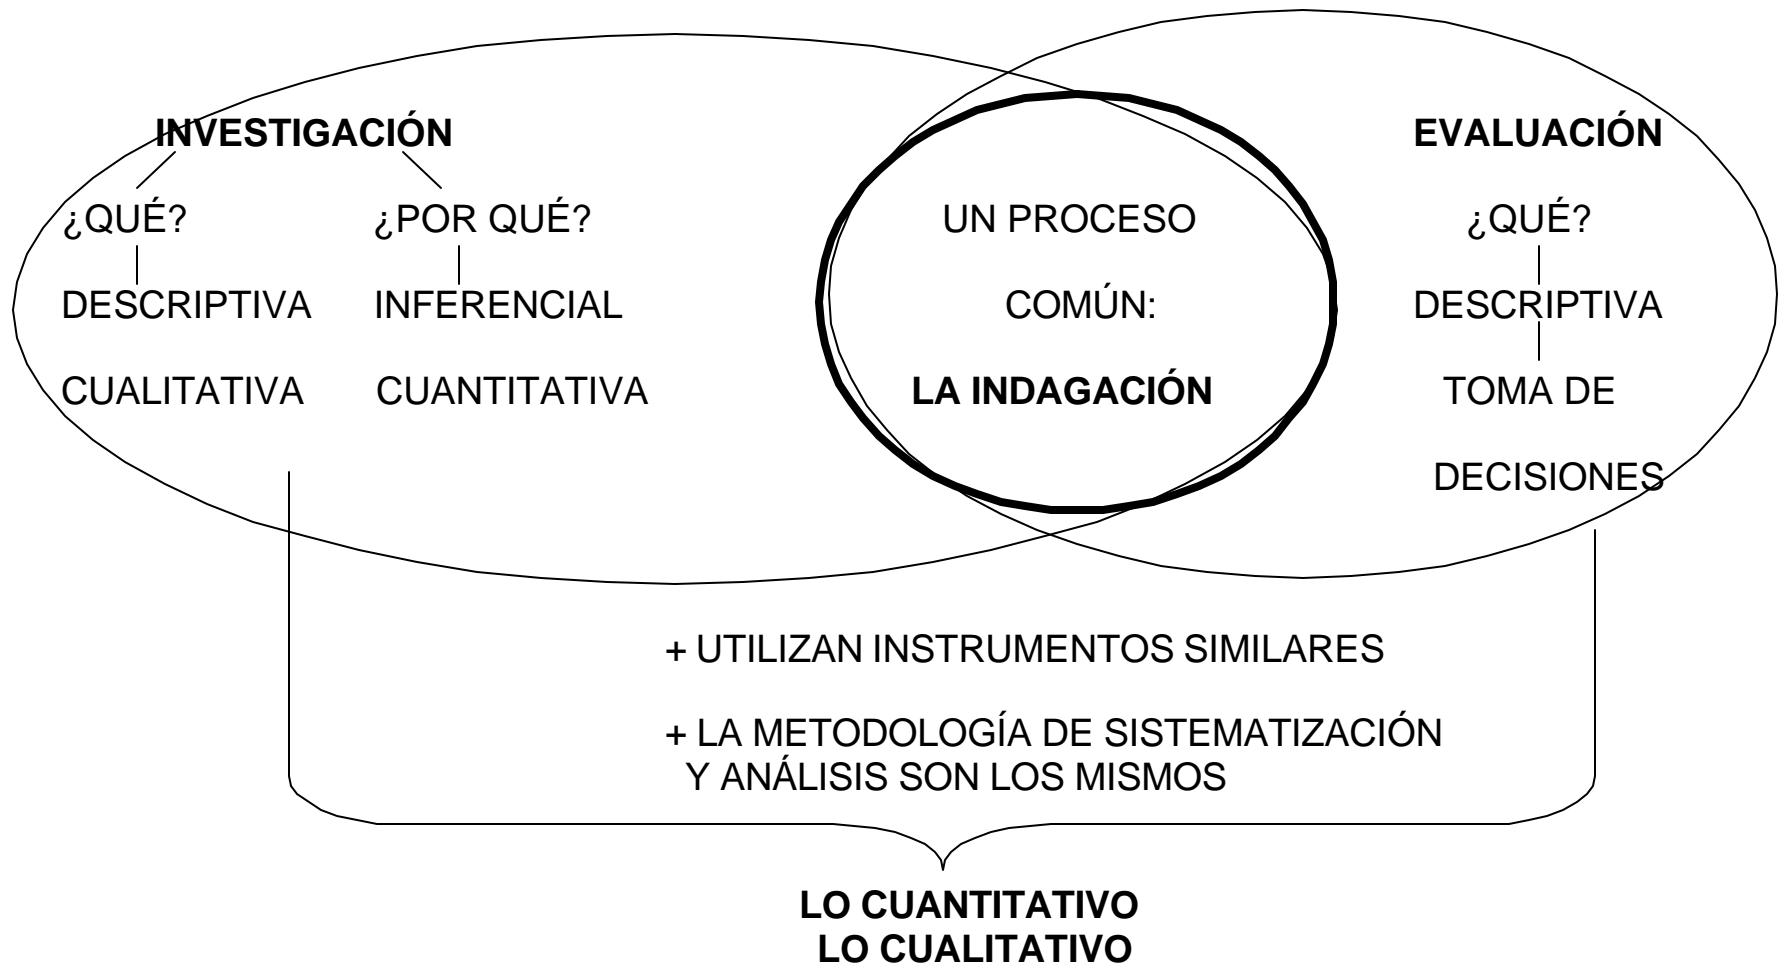 INVESTIGACIÓN
¿QUÉ? ¿POR QUÉ?
DESCRIPTIVA INFERENCIAL
CUALITATIVA CUANTITATIVA
UN PROCESO
COMÚN:
LA INDAGACIÓN
EVALUACIÓN
¿QUÉ?
DESCRIPTIVA
TOMA DE
DECISIONES
+ UTILIZAN INSTRUMENTOS SIMILARES
+ LA METODOLOGÍA DE SISTEMATIZACIÓN
Y ANÁLISIS SON LOS MISMOS
LO CUANTITATIVO
LO CUALITATIVO